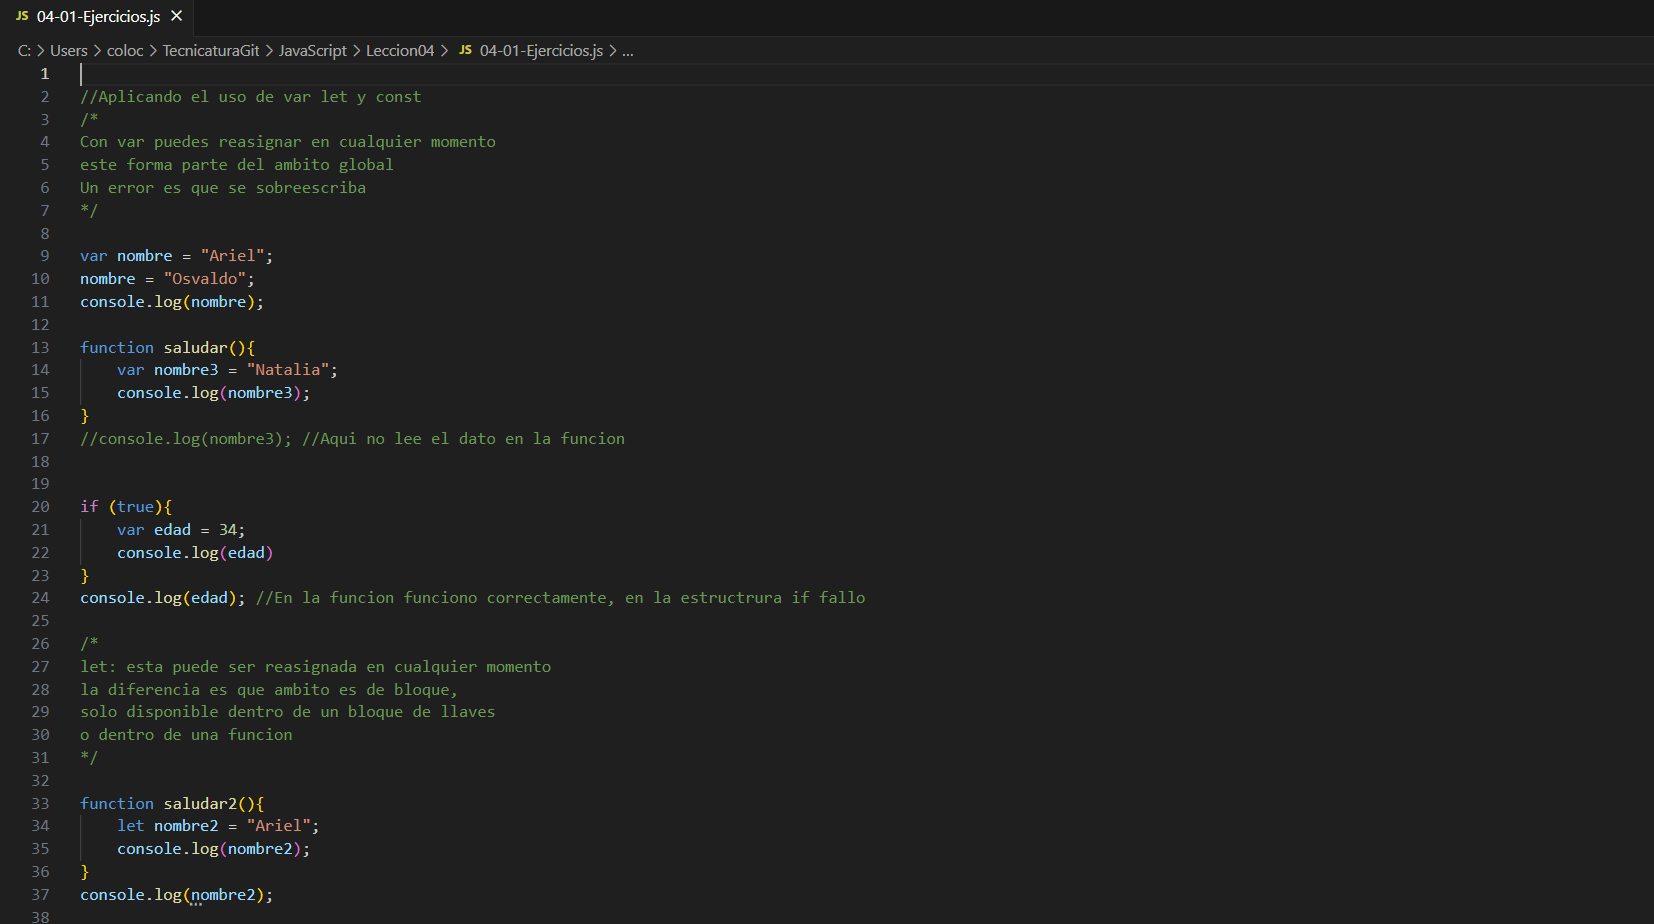 JS 04-01-Ejercicios.js ×
C: > Users > coloc > TecnicaturaGit > JavaScript > Leccion04 > JS 04-01-Ejercicios.js > ...
1
2 //Aplicando el uso de var let y const
3 /*
4 Con var puedes reasignar en cualquier momento
5 este forma parte del ambito global
6 Un error es que se sobreescriba
7 */
8
9 var nombre = "Ariel";
10 nombre = "Osvaldo";
11 console.log(nombre);
12
13 function saludar(){
14     var nombre3 = "Natalia";
15     console.log(nombre3);
16 }
17 //console.log(nombre3); //Aqui no lee el dato en la funcion
18
19
20 if (true){
21     var edad = 34;
22     console.log(edad)
23 }
24 console.log(edad); //En la funcion funciono correctamente, en la estructrura if fallo
25
26 /*
27 let: esta puede ser reasignada en cualquier momento
28 la diferencia es que ambito es de bloque,
29 solo disponible dentro de un bloque de llaves
30 o dentro de una funcion
31 */
32
33 function saludar2(){
34     let nombre2 = "Ariel";
35     console.log(nombre2);
36 }
37 console.log(nombre2);
38